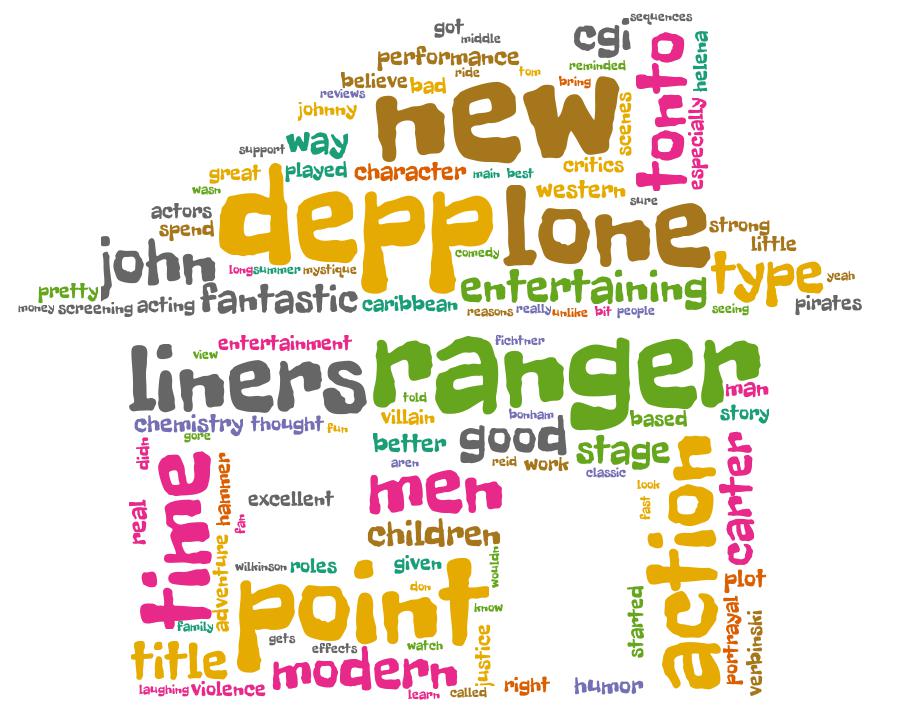 sequences
got
middle
cgi
tonto
helena
performance
reminded
believe
bad
ride
tom
bring
reviews
johnny
new
scenes
especially
support
way
critics
great
played
character
main
best
wasn
depp
lone
western
sure
actors
spend
strong
little
john
comedy
long
summer
mystique
type
yeah
pretty
entertaining
money
screening
acting
fantastic
caribbean
reasons
really
unlike
bit
people
seeing
pirates
entertainment
view
fichtner
liners
ranger
man
told
villain
bonham
based
story
chemistry
thought
fun
gore
better
good
stage
didn
time
hammer
aren
reid
work
classic
action
carter
real
fan
excellent
men
look
fast
children
adventure
wilkinson
roles
given
wouldn
point
don
know
plot
started
portrayal
verbinski
family
gets
effects
watch
justice
title
modern
laughing
violence
learn
called
right
humor